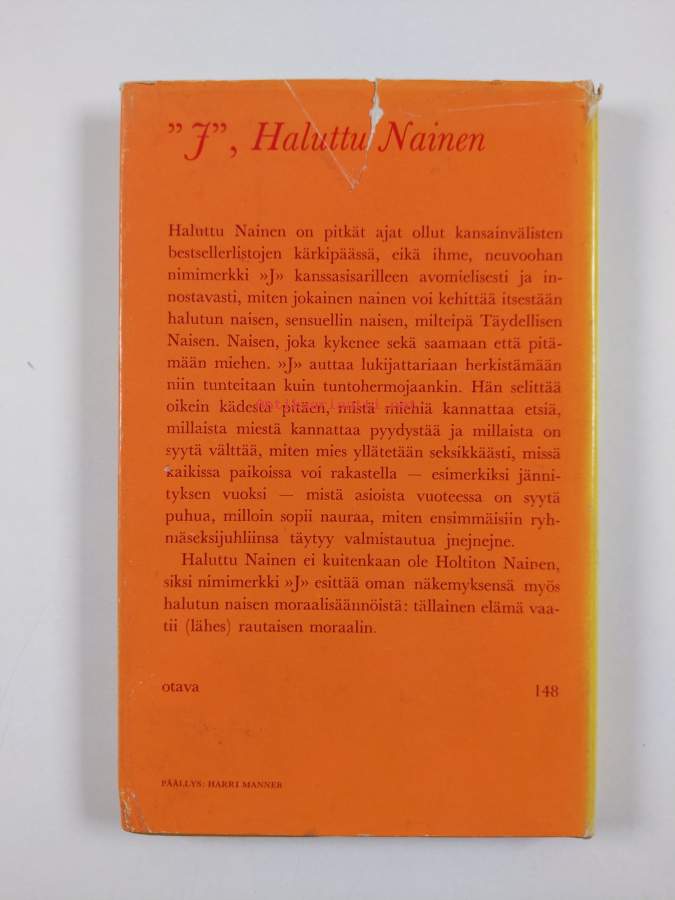 ”J”, Haluttu Nainen
Haluttu Nainen on pitkät ajat ollut kansainvälisten
bestsellerlistojen kärkipäässä, eikä ihme, neuvoohan
nimimerkki »J» kanssasisarilleen avomielisesti ja in-
nostavasti, miten jokainen nainen voi kehittää itsestään
halutun naisen, sensuellin naisen, milteipä Täydellisen
Naisen. Naisen, joka kykenee sekä saamaan että pitä-
mään miehen. »J» auttaa lukijattariaan herkistämään
niin tunteitaan kuin tuntohermojaankin. Hän selittää
oikein kädestä pitäen, mistä miehiä kannattaa etsiä,
millaista miestä kannattaa pyydystää ja millaista on
syytä välttää, miten mies yllätetään seksikkäästi, missä
kaikissa paikoissa voi rakastella — esimerkiksi jänni-
tyksen vuoksi — mistä asioista vuoteessa on syytä
puhua, milloin sopii nauraa, miten ensimmäisiin ryh-
mäseksijuhliinsa täytyy valmistautua jnejnejne.
Haluttu Nainen ei kuitenkaan ole Holtiton Nainen,
siksi nimimerkki »J» esittää oman näkemyksensä myös
halutun naisen moraalisäännöistä: tällainen elämä vaa-
tii (lähes) rautaisen moraalin.
otava 148
PÄÄLLYS: HARRI MANNER